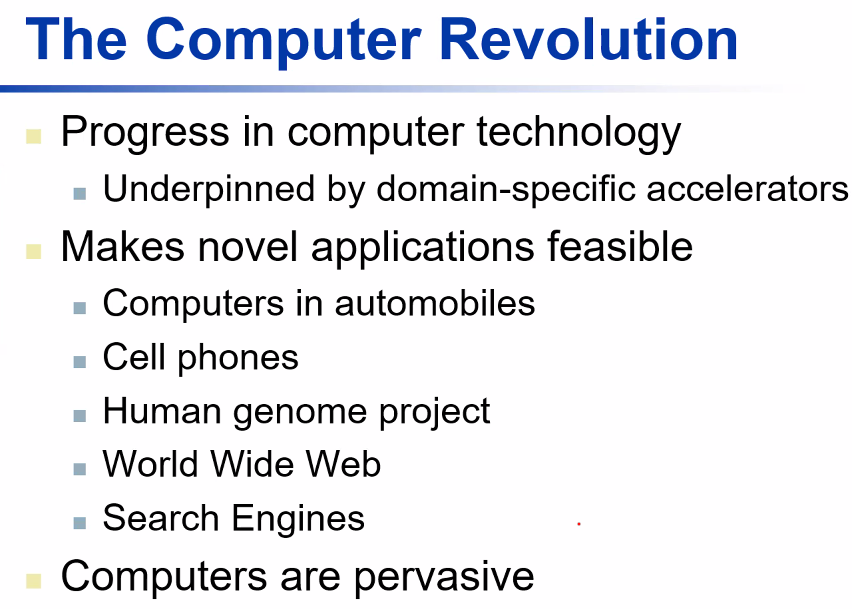 The Computer Revolution
Progress in computer technology
Underpinned by domain-specific accelerators
Makes novel applications feasible
Computers in automobiles
Cell phones
Human genome project
World Wide Web
Search Engines
Computers are pervasive